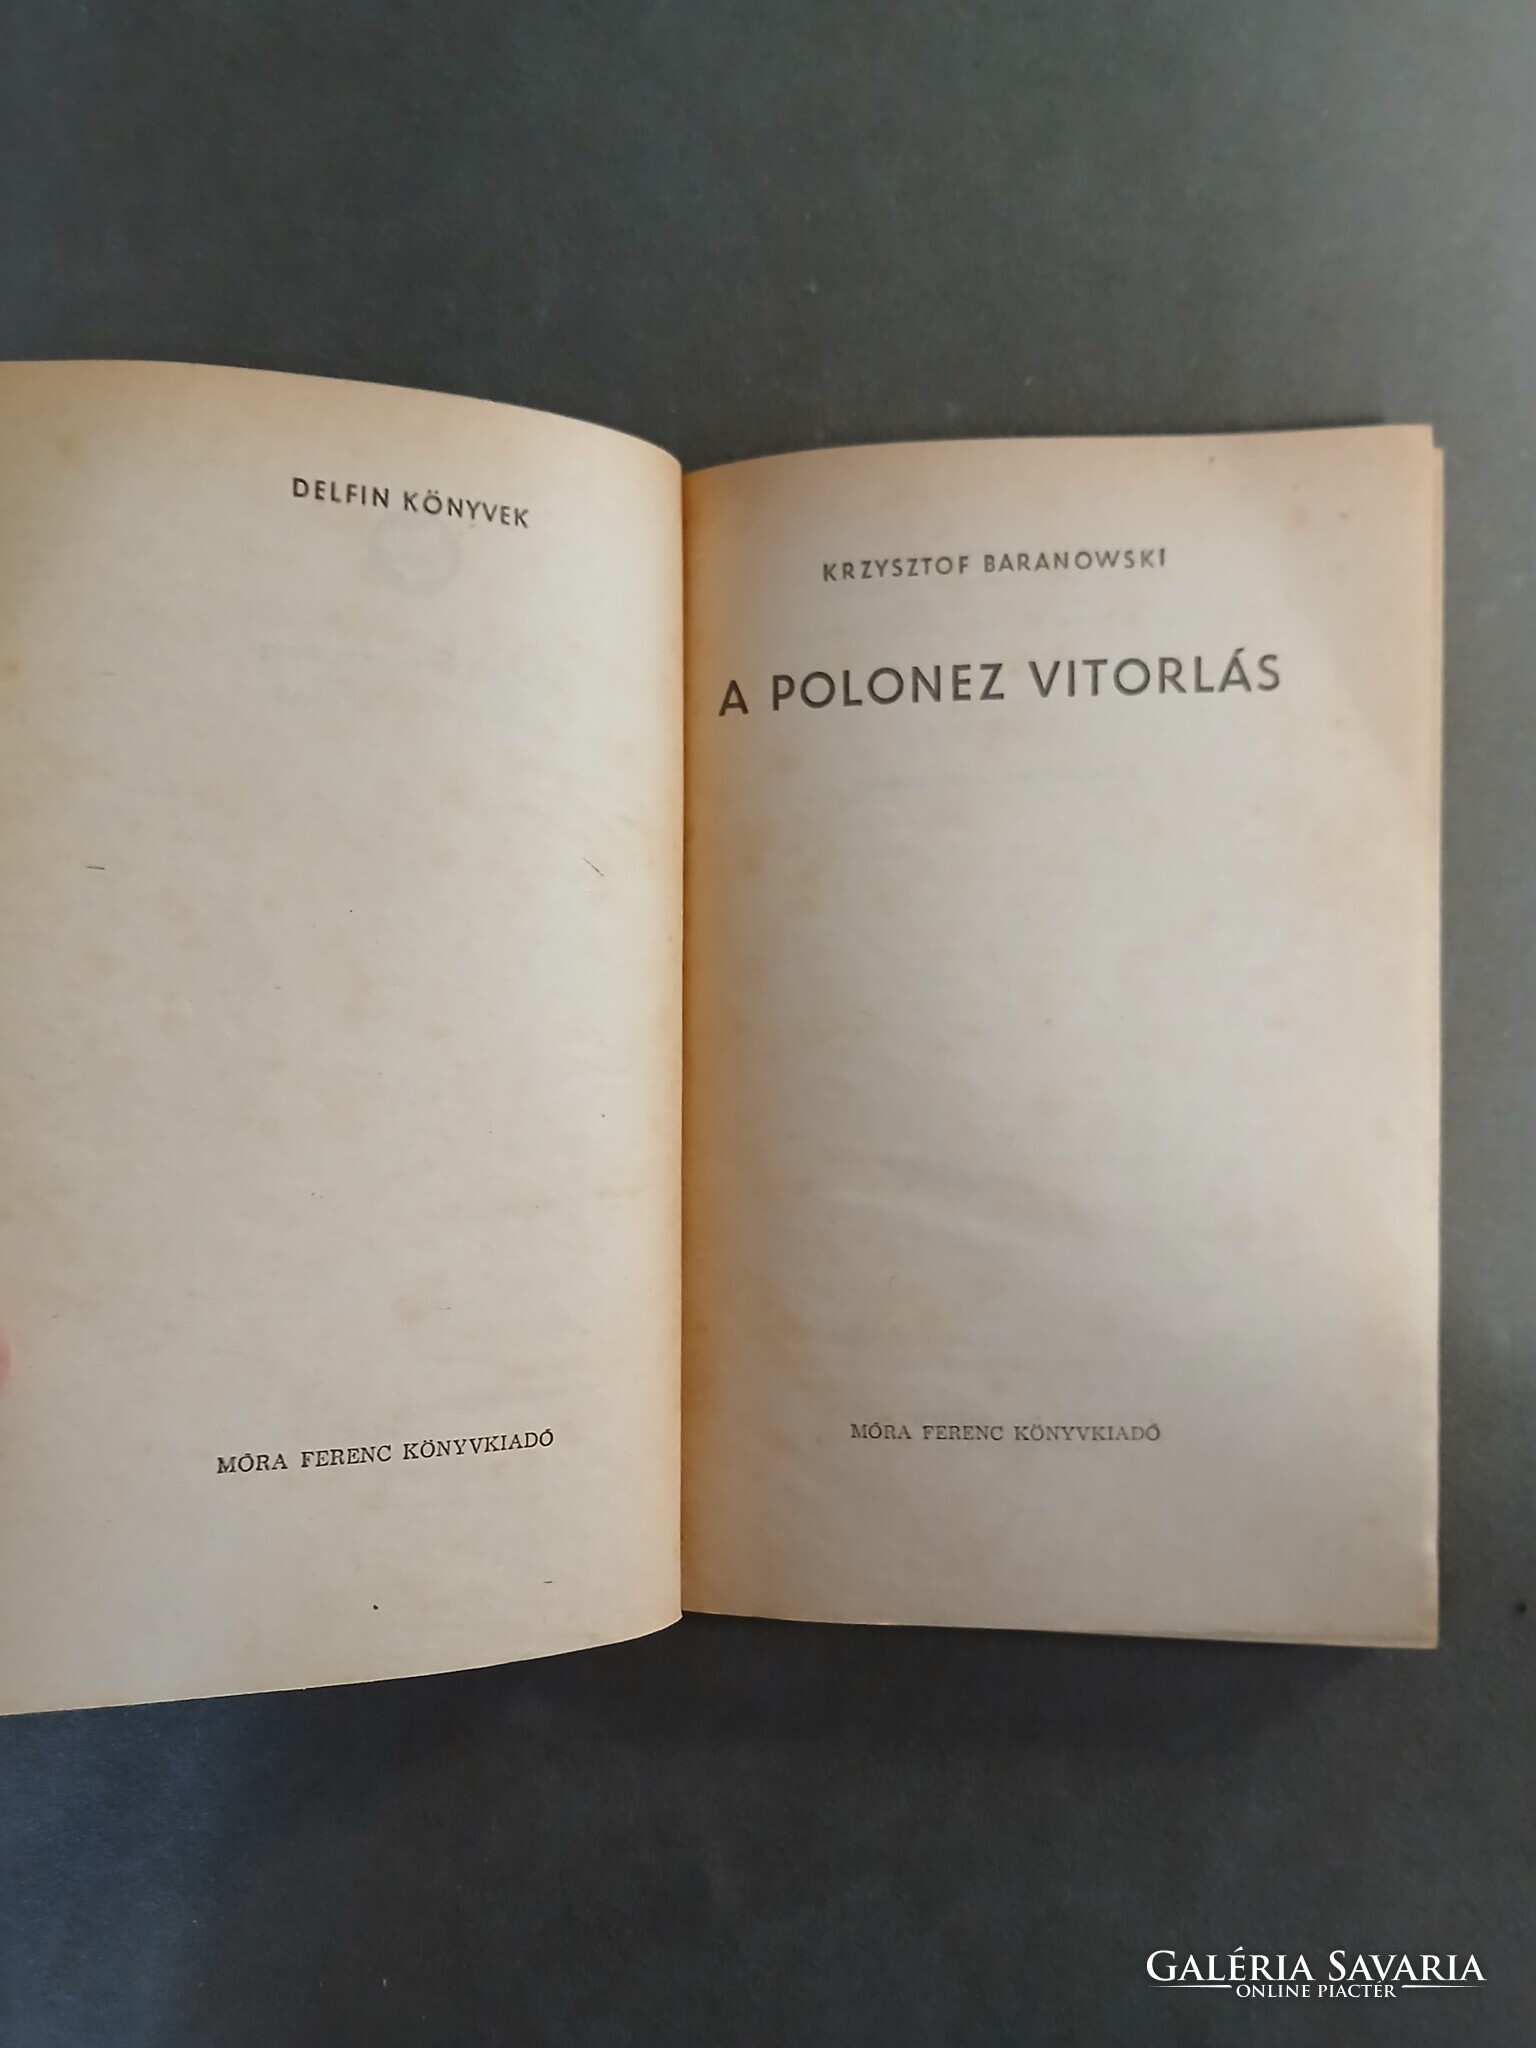 DELFIN KÖNYVEK
MÓRA FERENC KÖNYVKIADÓ
KRZYSZTOF BARANOWSKI
A POLONEZ VITORLÁS
MÓRA FERENC KÖNYVKIADÓ
GALÉRIA SAVARIA
ONLINE PIACTÉR